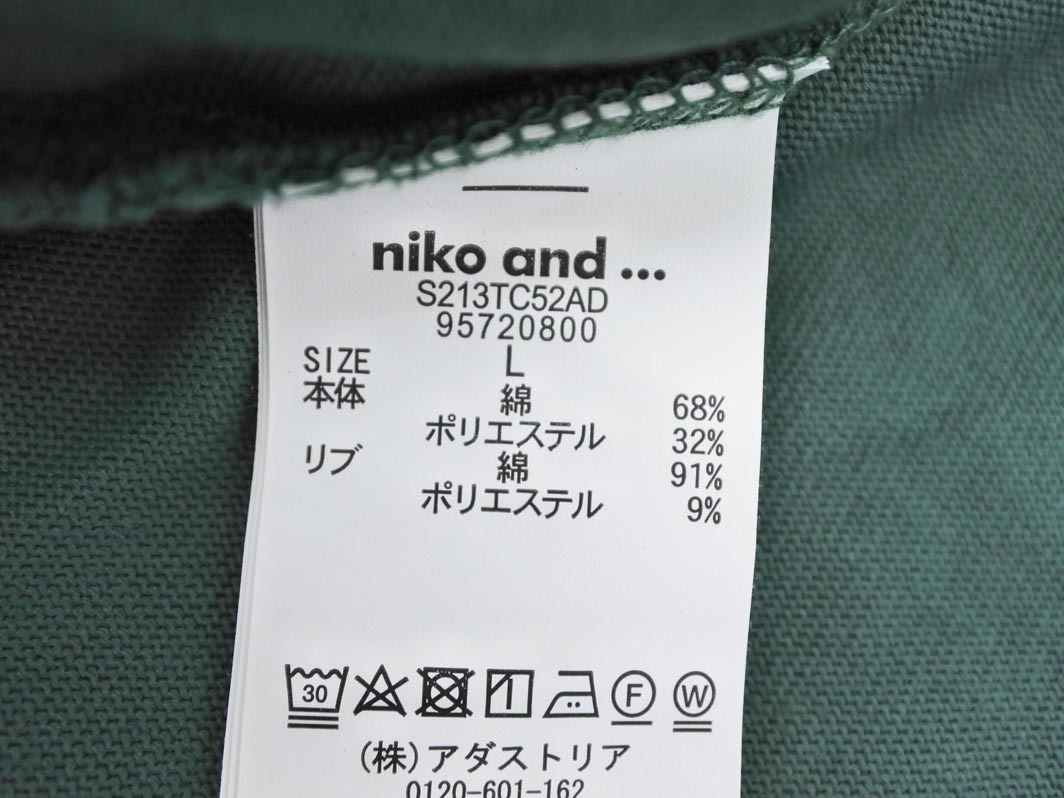 niko and ...
S213TC52AD
95720800
SIZE L
本体 綿 68%
ポリエステル 32%
リブ 綿 91%
ポリエステル 9%
30 F W
(株)アダストリア
0120-601-162